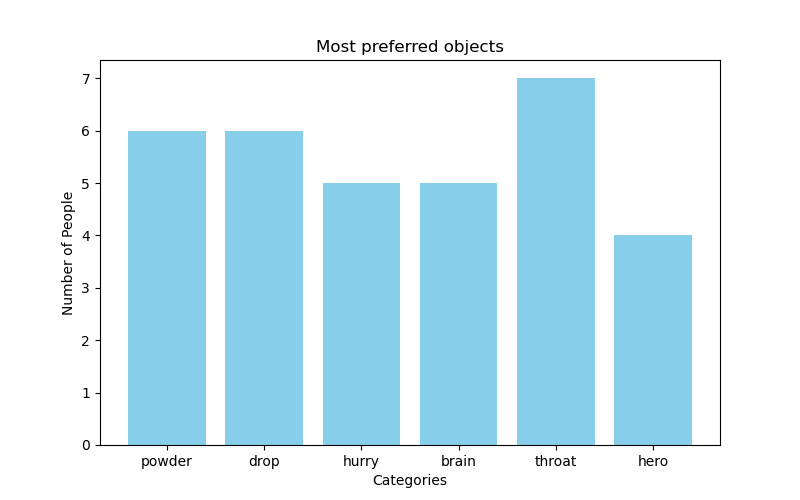 Most preferred objects
Number of People
7
6
5
4
3
2
1
0
powder drop hurry brain throat hero
Categories